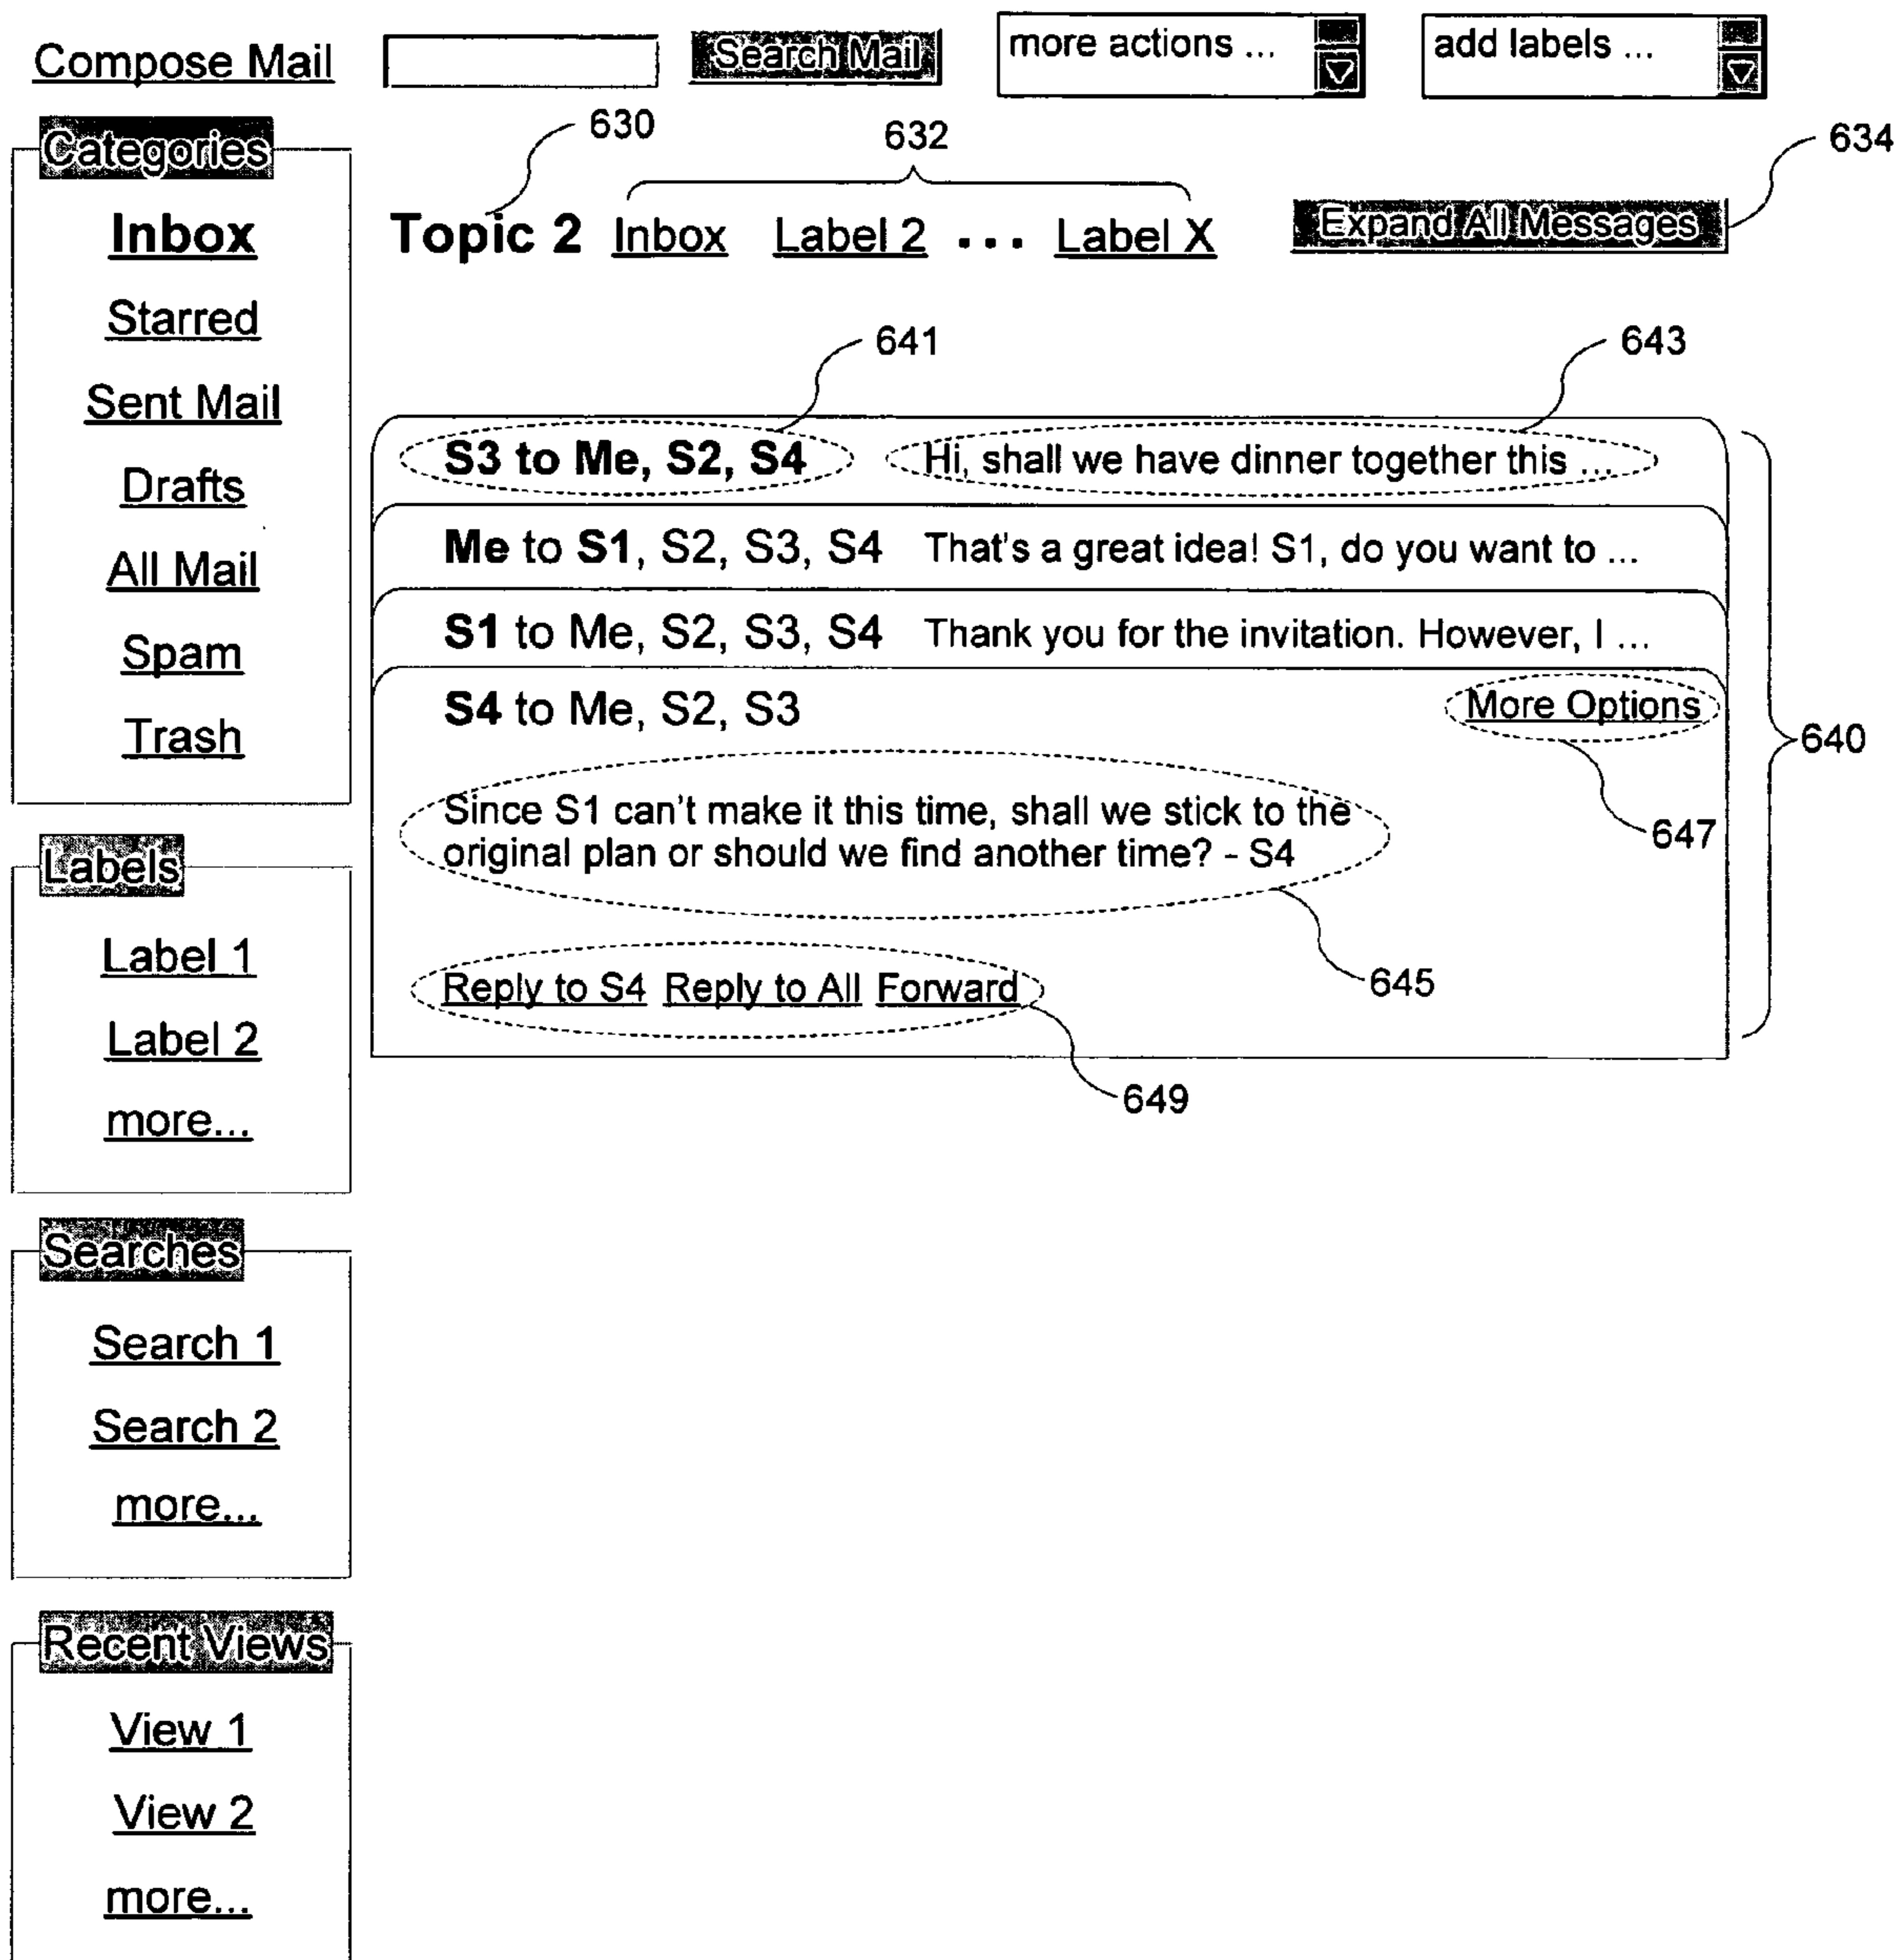 Compose Mail Search Mail more actions ... add labels ...
630 632 634
Categories
Inbox
Starred
Sent Mail
Drafts
All Mail
Spam
Trash
Labels
Label 1
Label 2
more...
Searches
Search 1
Search 2
more...
Recent Views
View 1
View 2
more...
Topic 2 Inbox Label 2 ... Label X Expand All Messages
641 643
S3 to Me, S2, S4 Hi, shall we have dinner together this ...
Me to S1, S2, S3, S4 That's a great idea! S1, do you want to ...
S1 to Me, S2, S3, S4 Thank you for the invitation. However, I ...
S4 to Me, S2, S3 More Options
640
Since S1 can't make it this time, shall we stick to the
original plan or should we find another time? - S4
647
Reply to S4 Reply to All Forward
645
649